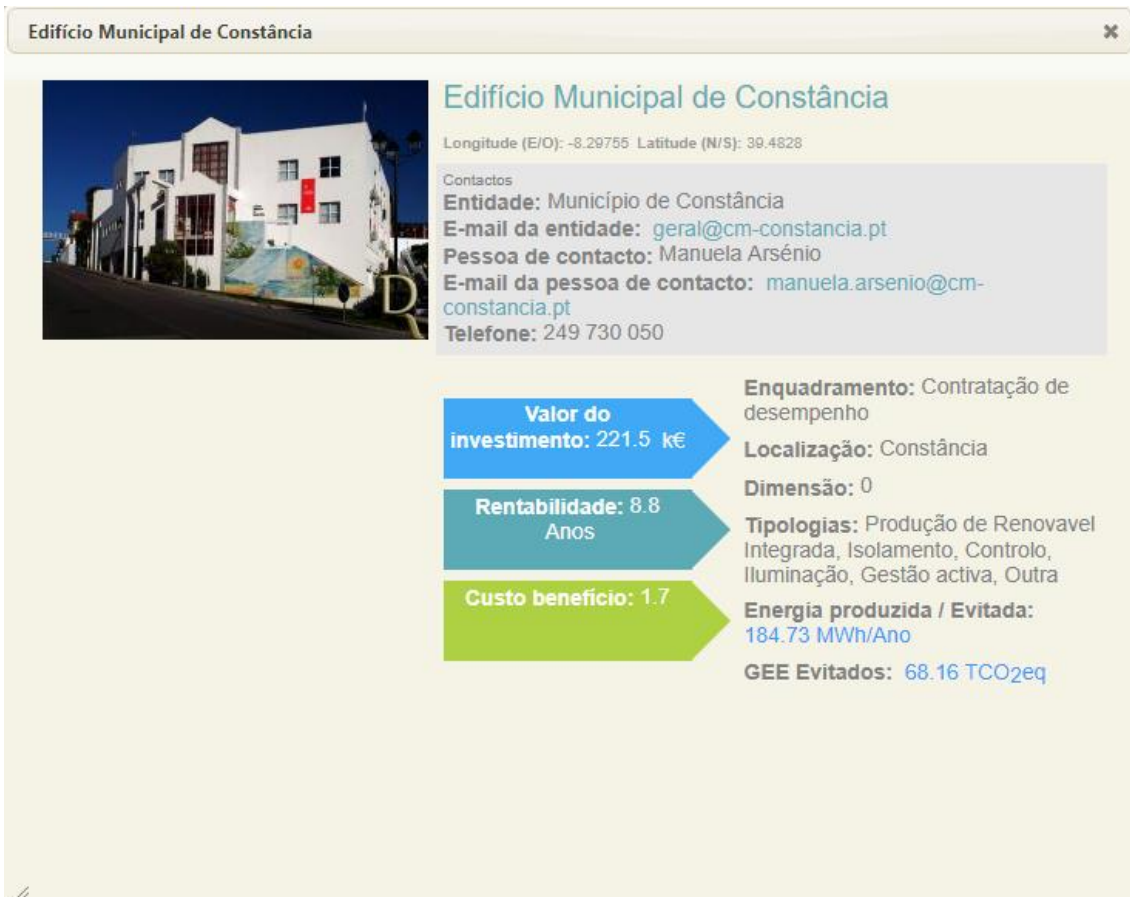 Edifício Municipal de Constância
Edifício Municipal de Constância
Longitude (E/O): -8.29755 Latitude (N/S): 39.4828
Contactos
Entidade: Município de Constância
E-mail da entidade: geral@cm-constancia.pt
Pessoa de contacto: Manuela Arsénio
E-mail da pessoa de contacto: manuela.arsenio@cm-
constancia.pt
Telefone: 249 730 050
Valor do
investimento: 221.5 k€
Rentabilidade: 8.8
Anos
Custo benefício: 1.7
Enquadramento: Contratação de
desempenho
Localização: Constância
Dimensão: 0
Tipologias: Produção de Renovavel
Integrada, Isolamento, Controlo,
Iluminação, Gestão activa, Outra
Energia produzida / Evitada:
184.73 MWh/Ano
GEE Evitados: 68.16 TCO2eq